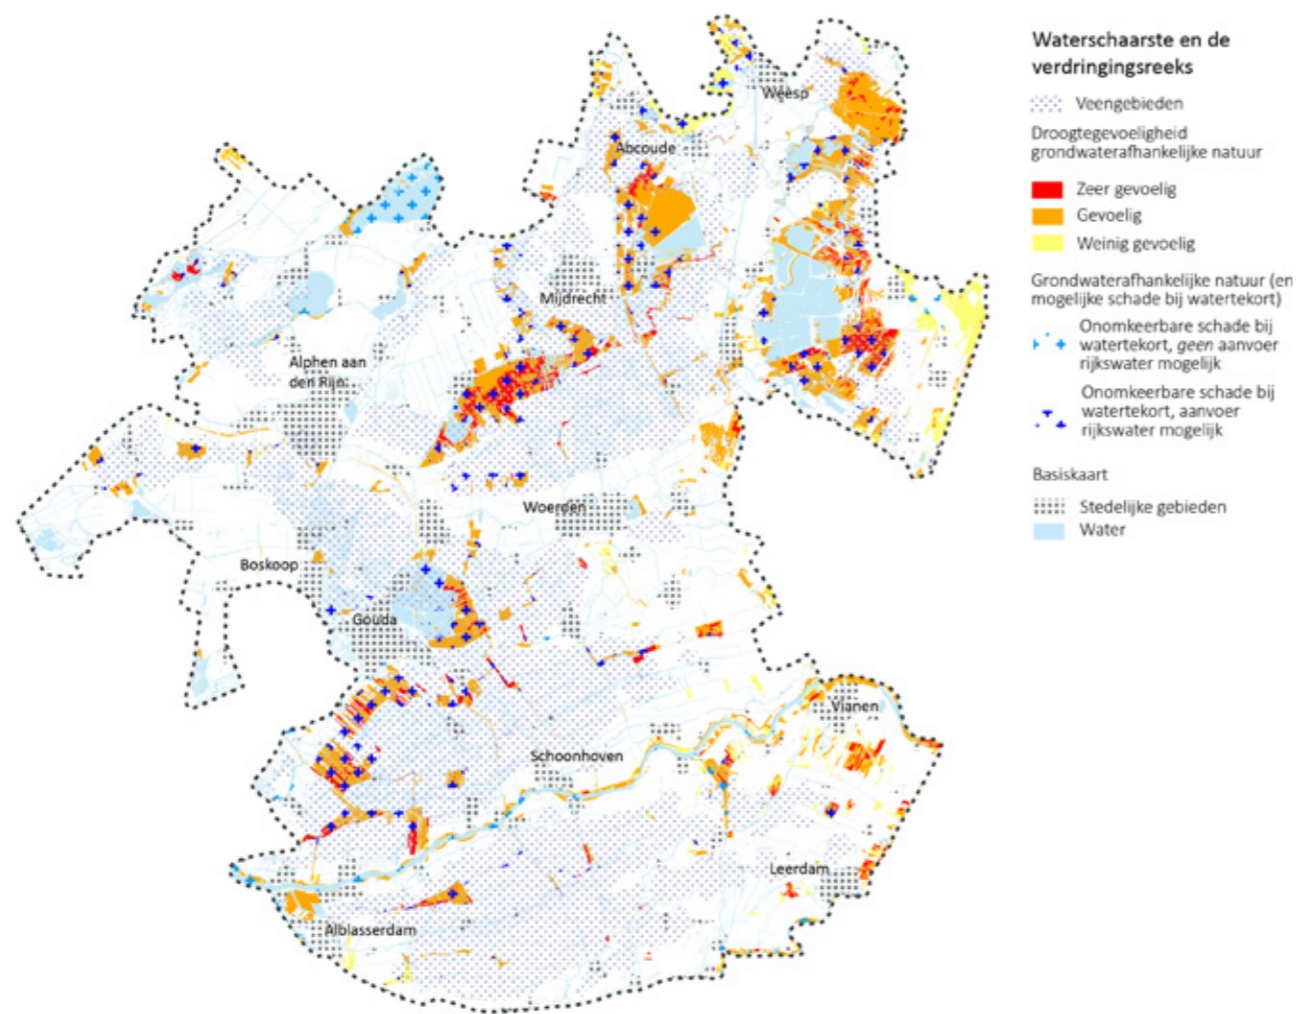 Waterschaarste en de
verdringingsreeks
Veengebieden
Droogtegevoeligheid
grondwaterafhankelijke natuur
Zeer gevoelig
Gevoelig
Weinig gevoelig
Grondwaterafhankelijke natuur (en
mogelijke schade bij watertekort)
Onomkeerbare schade bij
watertekort, geen aanvoer
rijkswater mogelijk
Onomkeerbare schade bij
watertekort, aanvoer
rijkswater mogelijk
Basiskaart
Stedelijke gebieden
Water
Weesp
Abcoude
Mijdrecht
Alphen aan
den Rijn
Woerden
Boskoop
Gouda
Vianen
Schoonhoven
Leerdam
Alblasserdam